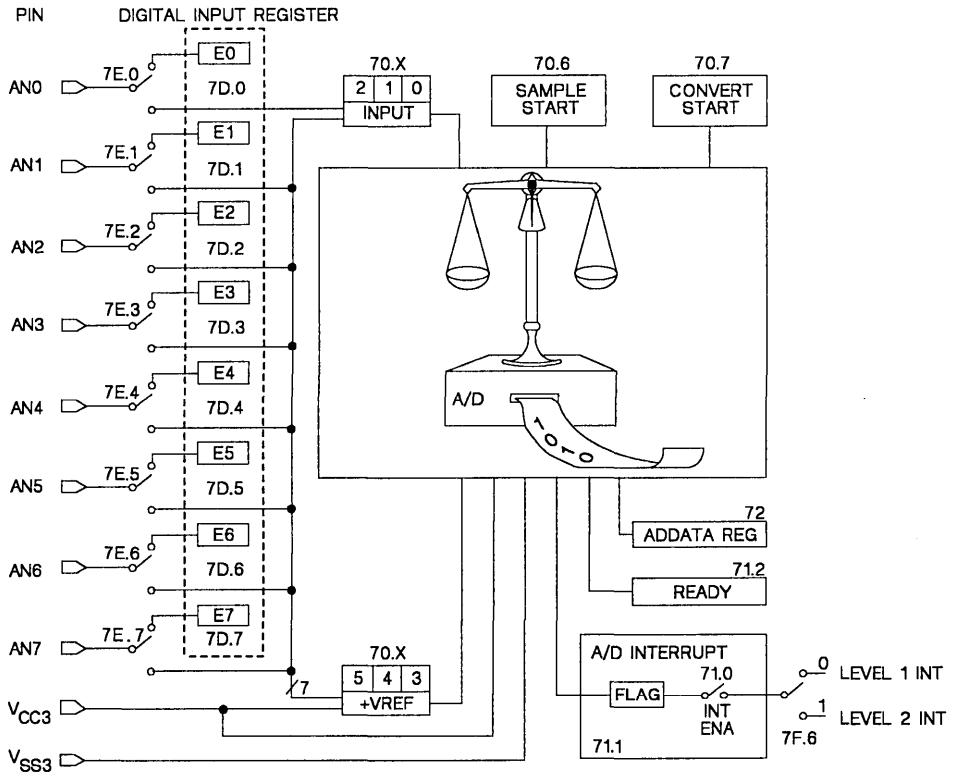 PIN DIGITAL INPUT REGISTER
AN0 7E.0 E0
7D.0
AN1 7E.1 E1
7D.1
AN2 7E.2 E2
7D.2
AN3 7E.3 E3
7D.3
AN4 7E.4 E4
7D.4
AN5 7E.5 E5
7D.5
AN6 7E.6 E6
7D.6
AN7 7E.7 E7
7D.7
VCC3
VSS3
7
70.X
2 1 0
INPUT
70.6
SAMPLE
START
70.7
CONVERT
START
A/D
1010
70.X
5 4 3
+VREF
72
ADDATA REG
71.2
READY
A/D INTERRUPT
71.0
FLAG
INT
ENA
71.1
0 LEVEL 1 INT
1 LEVEL 2 INT
7F.6